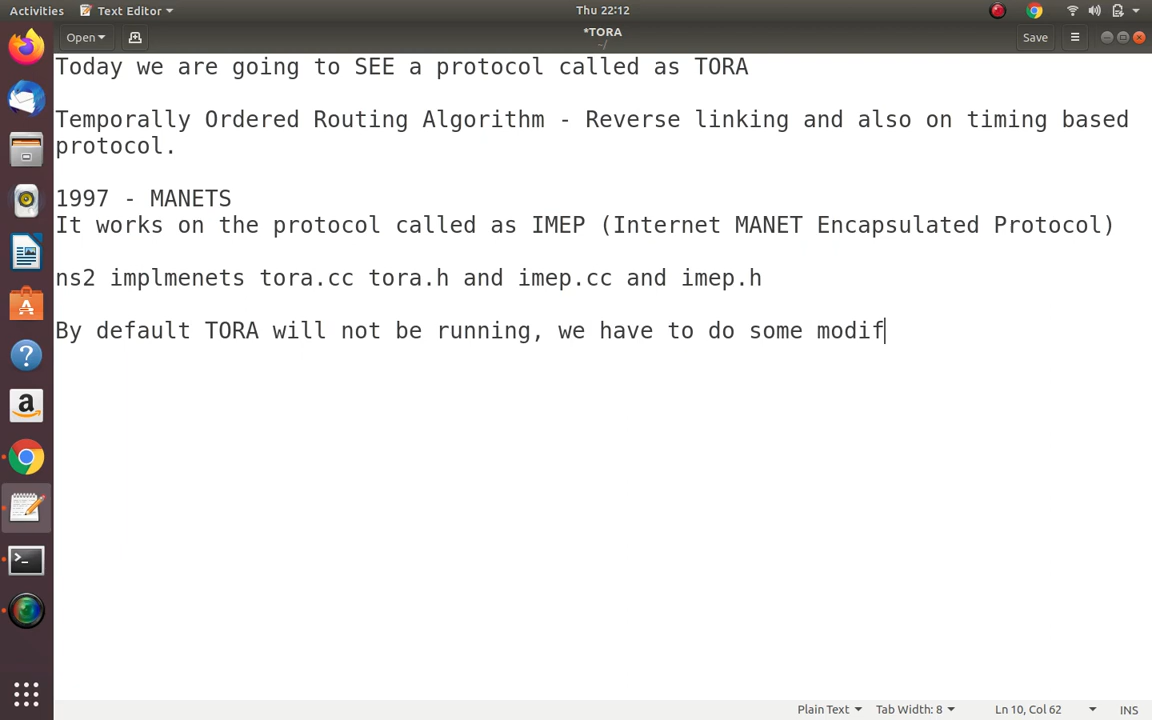 Activities Text Editor Thu 22:12
Open *TORA Save
~/
Today we are going to SEE a protocol called as TORA
Temporally Ordered Routing Algorithm - Reverse linking and also on timing based
protocol.
1997 - MANETS
It works on the protocol called as IMEP (Internet MANET Encapsulated Protocol)
ns2 implmenets tora.cc tora.h and imep.cc and imep.h
By default TORA will not be running, we have to do some modif
Plain Text Tab Width: 8 Ln 10, Col 62 INS